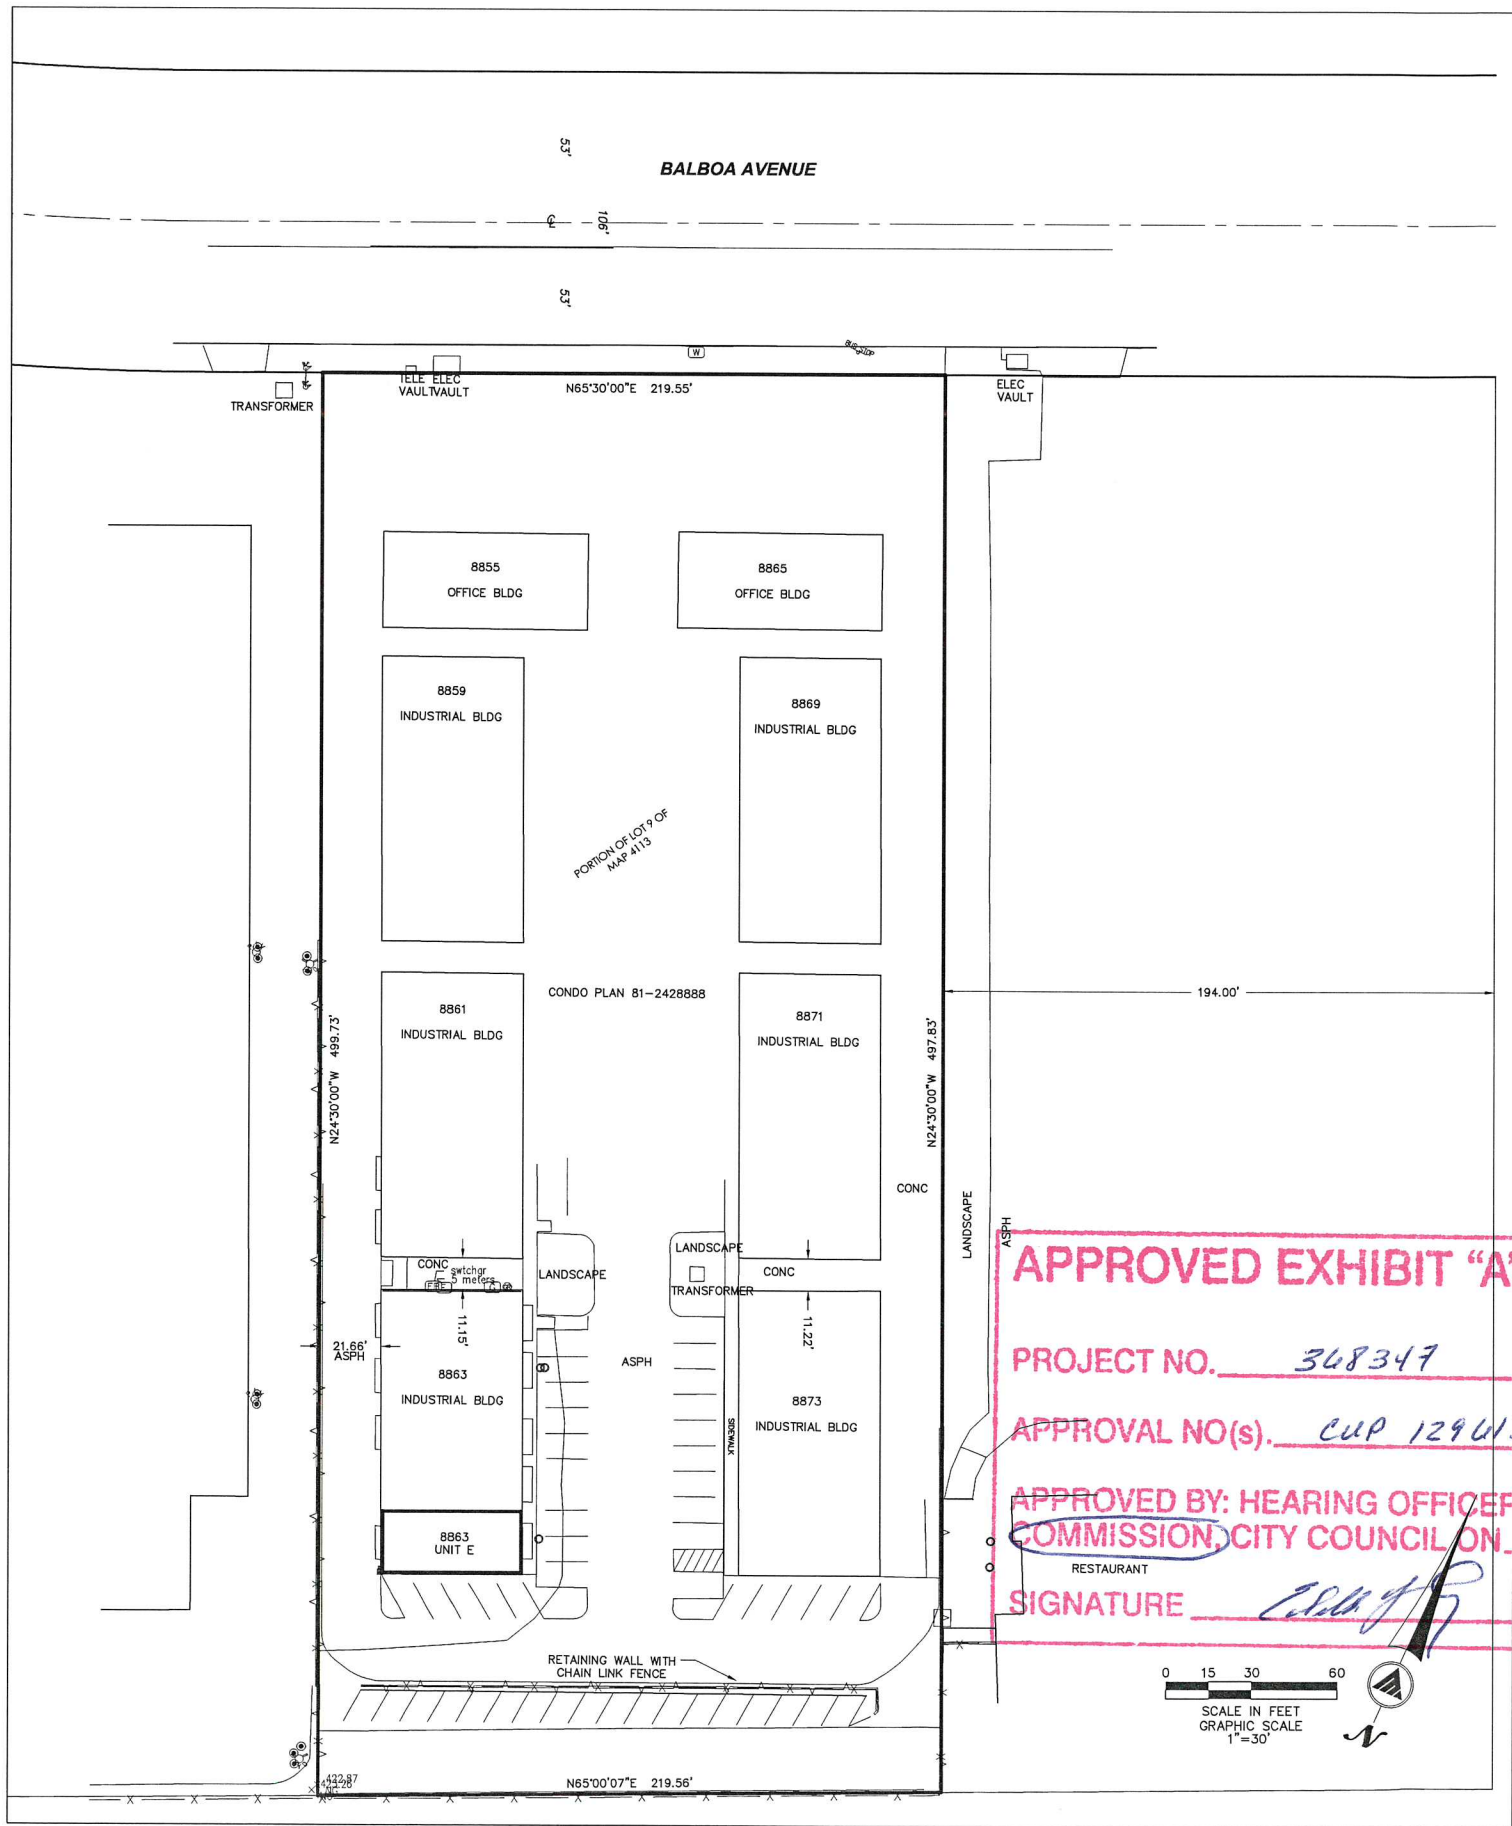 53'
BALBOA AVENUE
106'
53'
W
BUS STOP
TRANSFORMER
TELE VAULT
ELEC VAULT
N65°30'00"E 219.55'
ELEC
VAULT
8855
OFFICE BLDG
8865
OFFICE BLDG
8859
INDUSTRIAL BLDG
8869
INDUSTRIAL BLDG
PORTION OF LOT 9 OF
MAP 4113
CONDO PLAN 81-2428888
194.00'
8861
INDUSTRIAL BLDG
8871
INDUSTRIAL BLDG
N24°30'00"W 499.73'
N24°30'00"W 497.83'
CONC
LANDSCAPE
ASPH
CONC
swtchgr
5 meters
LANDSCAPE
LANDSCAPE
TRANSFORMER
CONC
11.15'
11.22'
21.66'
ASPH
ASPH
8863
INDUSTRIAL BLDG
8873
INDUSTRIAL BLDG
SIDEWALK
8863
UNIT E
APPROVED EXHIBIT "A"
PROJECT NO. 368347
APPROVAL NO(s). CUP
APPROVED BY: HEARING OFFICER
COMMISSION, CITY COUNCIL ON
RESTAURANT
SIGNATURE
RETAINING WALL WITH
CHAIN LINK FENCE
0 15 30 60
SCALE IN FEET
GRAPHIC SCALE
1"=30'
N
422.87
N65°00'07"E 219.56'